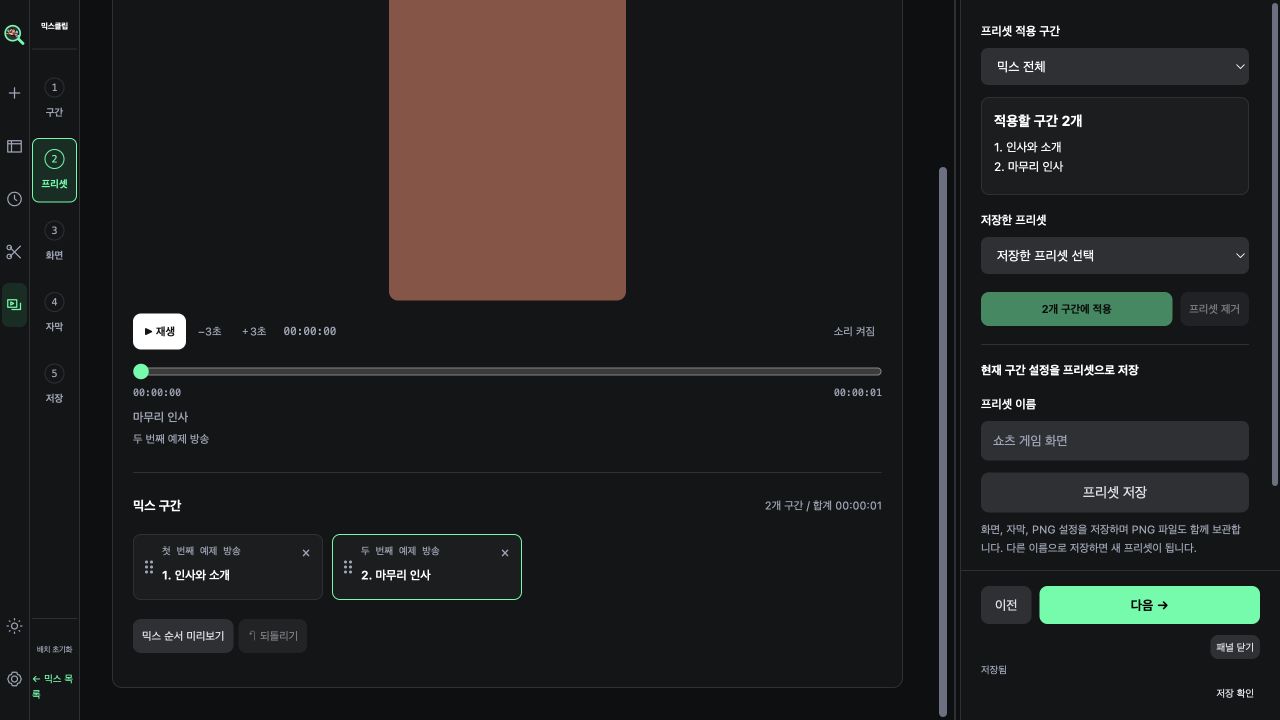 믹스클립
1
구간
2
프리셋
3
화면
4
자막
5
저장
배치 초기화
← 믹스 목
록
▶ 재생
−3초
+3초
00:00:00
소리 켜짐
00:00:00
00:00:01
마무리 인사
두 번째 예제 방송
믹스 구간
2개 구간 / 합계 00:00:01
첫 번째 예제 방송
×
1. 인사와 소개
두 번째 예제 방송
×
2. 마무리 인사
믹스 순서 미리보기
되돌리기
프리셋 적용 구간
믹스 전체
적용할 구간 2개
1. 인사와 소개
2. 마무리 인사
저장한 프리셋
저장한 프리셋 선택
2개 구간에 적용
프리셋 제거
현재 구간 설정을 프리셋으로 저장
프리셋 이름
쇼츠 게임 화면
프리셋 저장
화면, 자막, PNG 설정을 저장하며 PNG 파일도 함께 보관합
니다. 다른 이름으로 저장하면 새 프리셋이 됩니다.
이전
다음 →
패널 닫기
저장됨
저장 확인